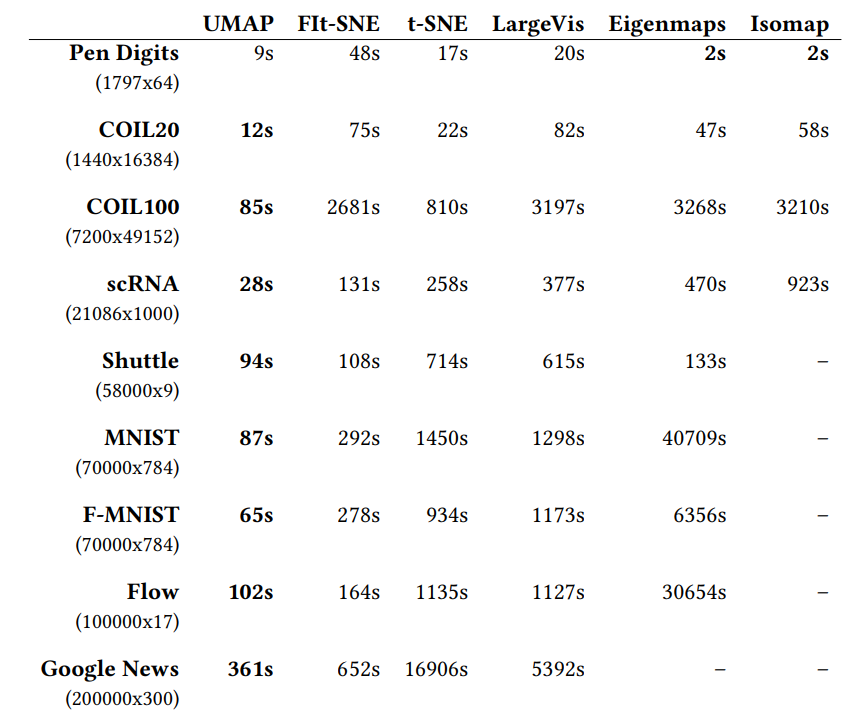 UMAP FIt-SNE t-SNE LargeVis Eigenmaps Isomap
Pen Digits 9s 48s 17s 20s 2s 2s
(1797x64)
COIL20 12s 75s 22s 82s 47s 58s
(1440x16384)
COIL100 85s 2681s 810s 3197s 3268s 3210s
(7200x49152)
scRNA 28s 131s 258s 377s 470s 923s
(21086x1000)
Shuttle 94s 108s 714s 615s 133s –
(58000x9)
MNIST 87s 292s 1450s 1298s 40709s –
(70000x784)
F-MNIST 65s 278s 934s 1173s 6356s –
(70000x784)
Flow 102s 164s 1135s 1127s 30654s –
(100000x17)
Google News 361s 652s 16906s 5392s – –
(200000x300)